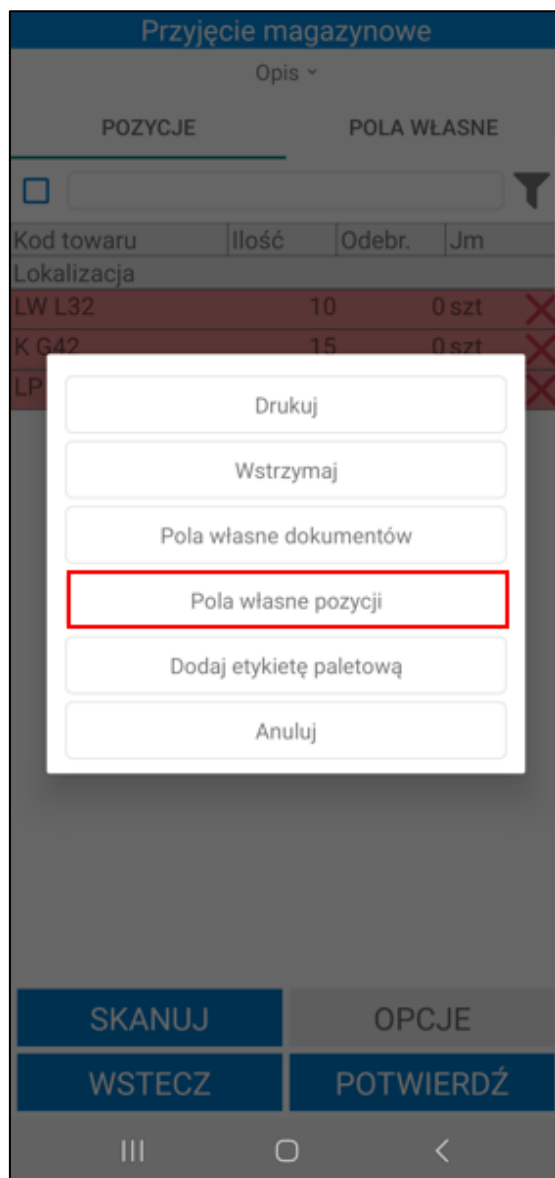 Przyjęcie magazynowe
Opis
POZYCJE POLA WŁASNE
Kod towaru Ilość Odebr. Jm
Lokalizacja
LW L32 10 0 szt
K G42 15 0 szt
LP
Drukuj
Wstrzymaj
Pola własne dokumentów
Pola własne pozycji
Dodaj etykietę paletową
Anuluj
SKANUJ OPCJE
WSTECZ POTWIERDŹ